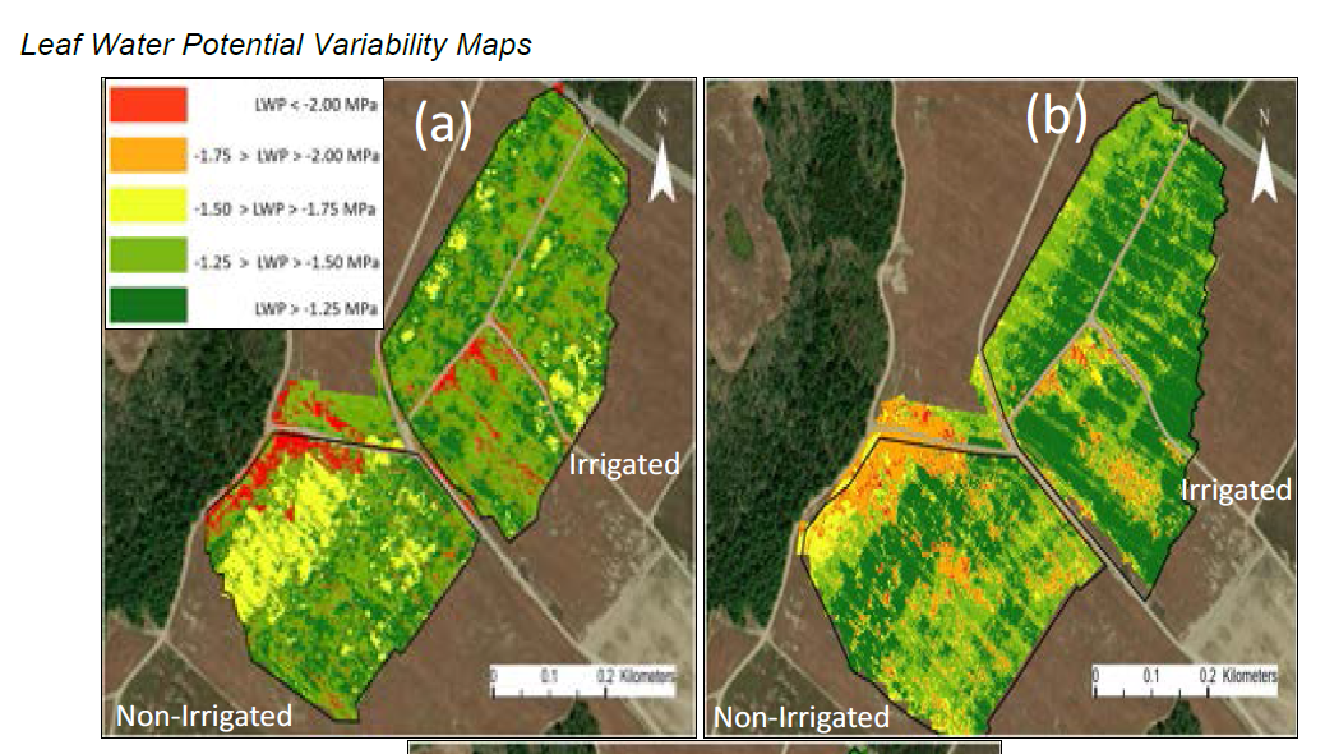 Leaf Water Potential Variability Maps
LWP < -2.00 MPa
-1.75 > LWP > -2.00 MPa
-1.50 > LWP > -1.75 MPa
-1.25 > LWP > -1.50 MPa
LWP > -1.25 MPa
(a)
N
Irrigated
0 0.1 0.2 Kilometers
Non-Irrigated
(b)
N
Irrigated
0 0.1 0.2 Kilometers
Non-Irrigated